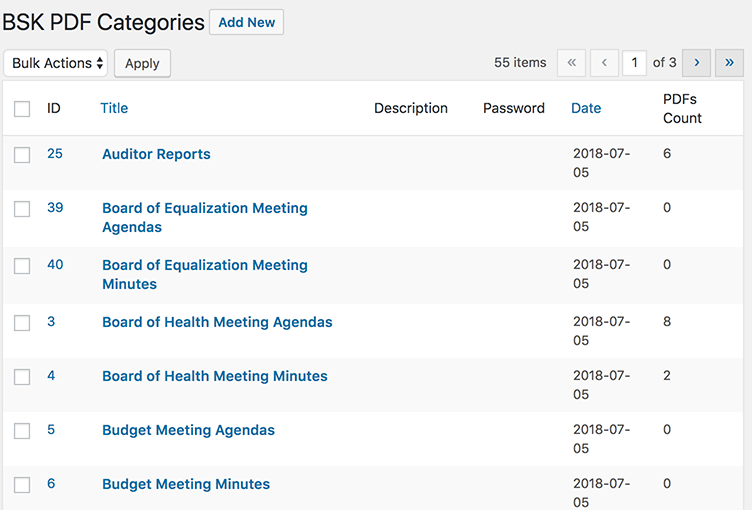 BSK PDF Categories Add New
Bulk Actions Apply 55 items « ‹ 1 of 3 › »
ID Title Description Password Date PDFs
Count
25 Auditor Reports 2018-07- 6
05
39 Board of Equalization Meeting 2018-07- 0
Agendas 05
40 Board of Equalization Meeting 2018-07- 0
Minutes 05
3 Board of Health Meeting Agendas 2018-07- 8
05
4 Board of Health Meeting Minutes 2018-07- 2
05
5 Budget Meeting Agendas 2018-07- 0
05
6 Budget Meeting Minutes 2018-07- 0
05